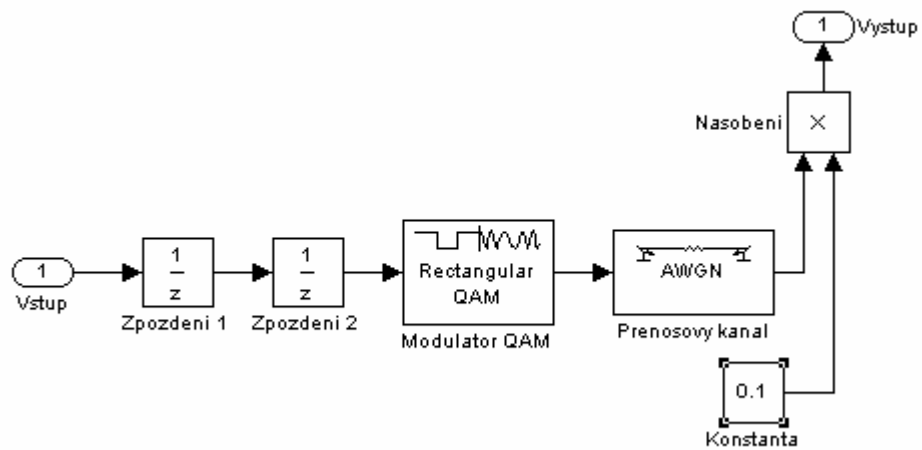 1
Vystup
Nasobeni
×
1
Vstup
1
z
Zpozdeni 1
1
z
Zpozdeni 2
Rectangular
QAM
Modulator QAM
AWGN
Prenosovy kanal
0.1
Konstanta